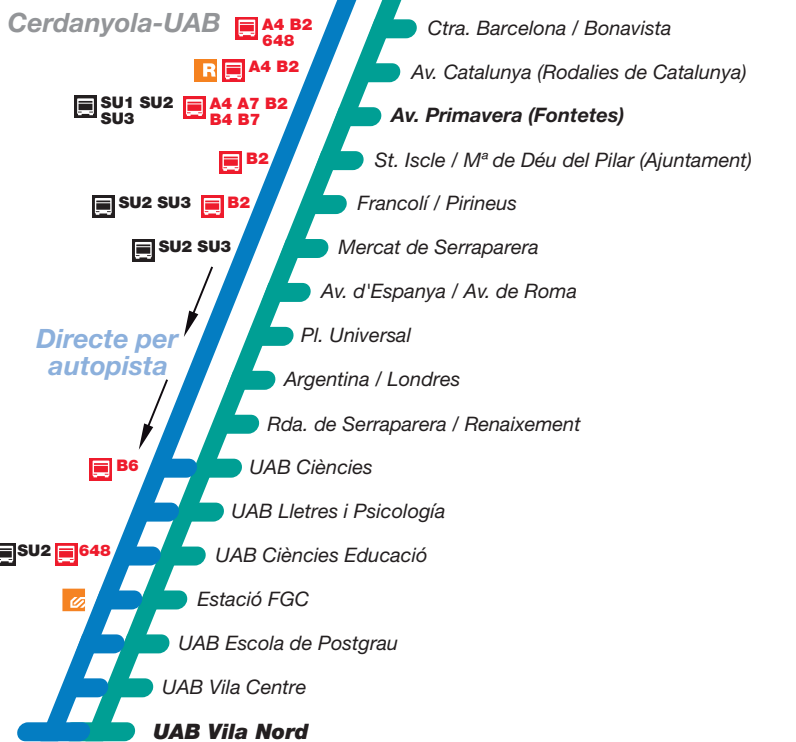 Cerdanyola-UAB
A4 B2
648
Ctra. Barcelona / Bonavista
R
A4 B2
Av. Catalunya (Rodalies de Catalunya)
SU1 SU2
SU3
A4 A7 B2
B4 B7
Av. Primavera (Fontetes)
B2
St. Iscle / Mª de Déu del Pilar (Ajuntament)
SU2 SU3
B2
Francolí / Pirineus
SU2 SU3
Mercat de Serraparera
Av. d'Espanya / Av. de Roma
Directe per
autopista
Pl. Universal
Argentina / Londres
Rda. de Serraparera / Renaixement
B6
UAB Ciències
UAB Lletres i Psicología
SU2
648
UAB Ciències Educació
Estació FGC
UAB Escola de Postgrau
UAB Vila Centre
UAB Vila Nord